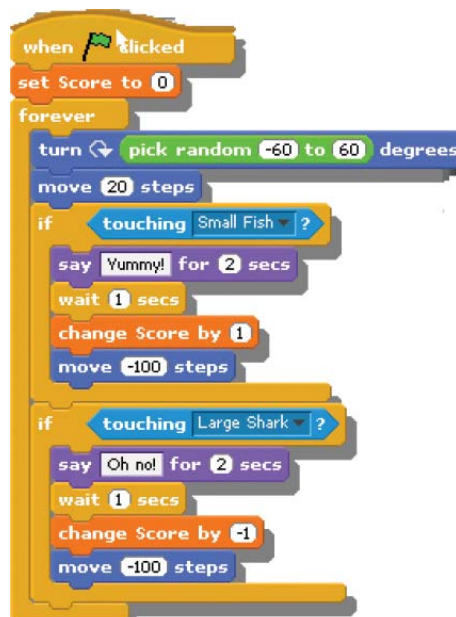 when clicked
set Score to 0
forever
turn pick random -60 to 60 degrees
move 20 steps
if touching Small Fish ?
say Yummy! for 2 secs
wait 1 secs
change Score by 1
move -100 steps
if touching Large Shark ?
say Oh no! for 2 secs
wait 1 secs
change Score by -1
move -100 steps